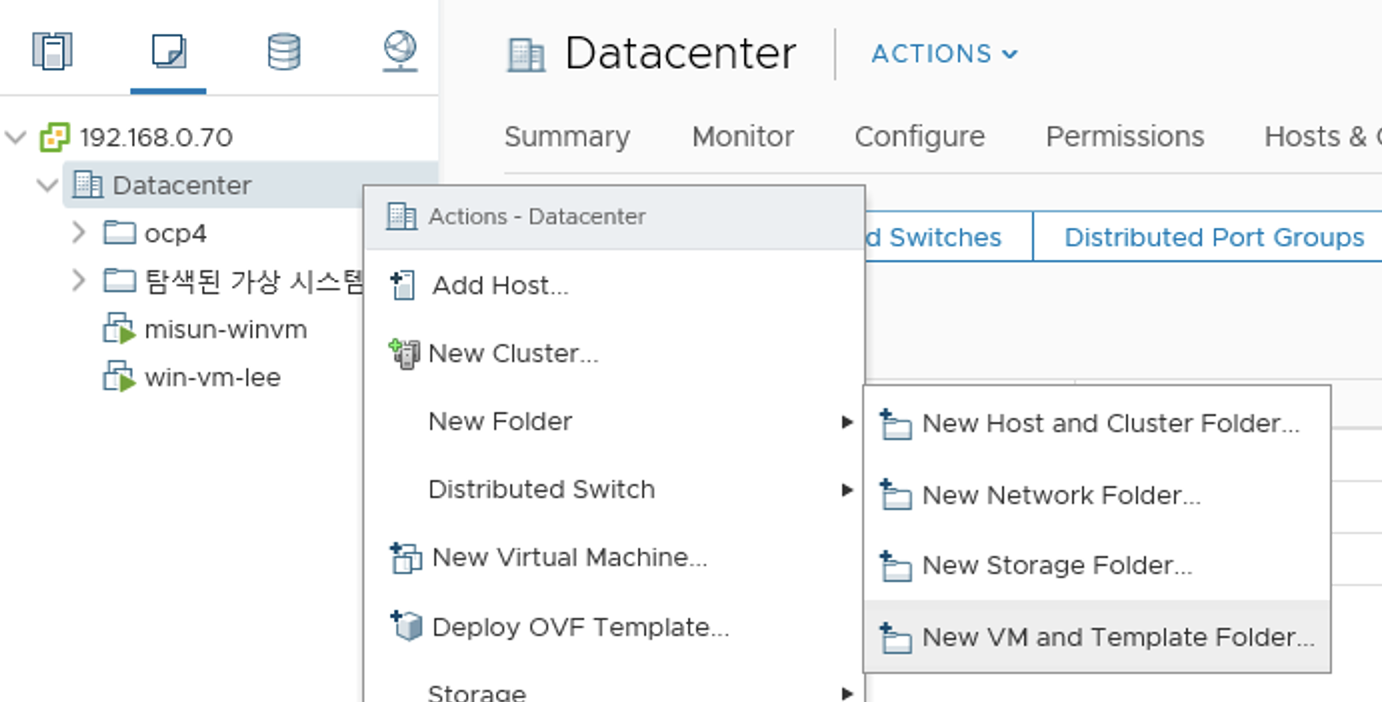 Datacenter
ACTIONS
192.168.0.70
Summary Monitor Configure Permissions Hosts &
Datacenter
Actions - Datacenter
ocp4
d Switches
Distributed Port Groups
탐색된 가상 시스템
Add Host...
misun-winvm
New Cluster...
win-vm-lee
New Folder
New Host and Cluster Folder...
Distributed Switch
New Network Folder...
New Virtual Machine...
New Storage Folder...
Deploy OVF Template...
New VM and Template Folder...
Storage